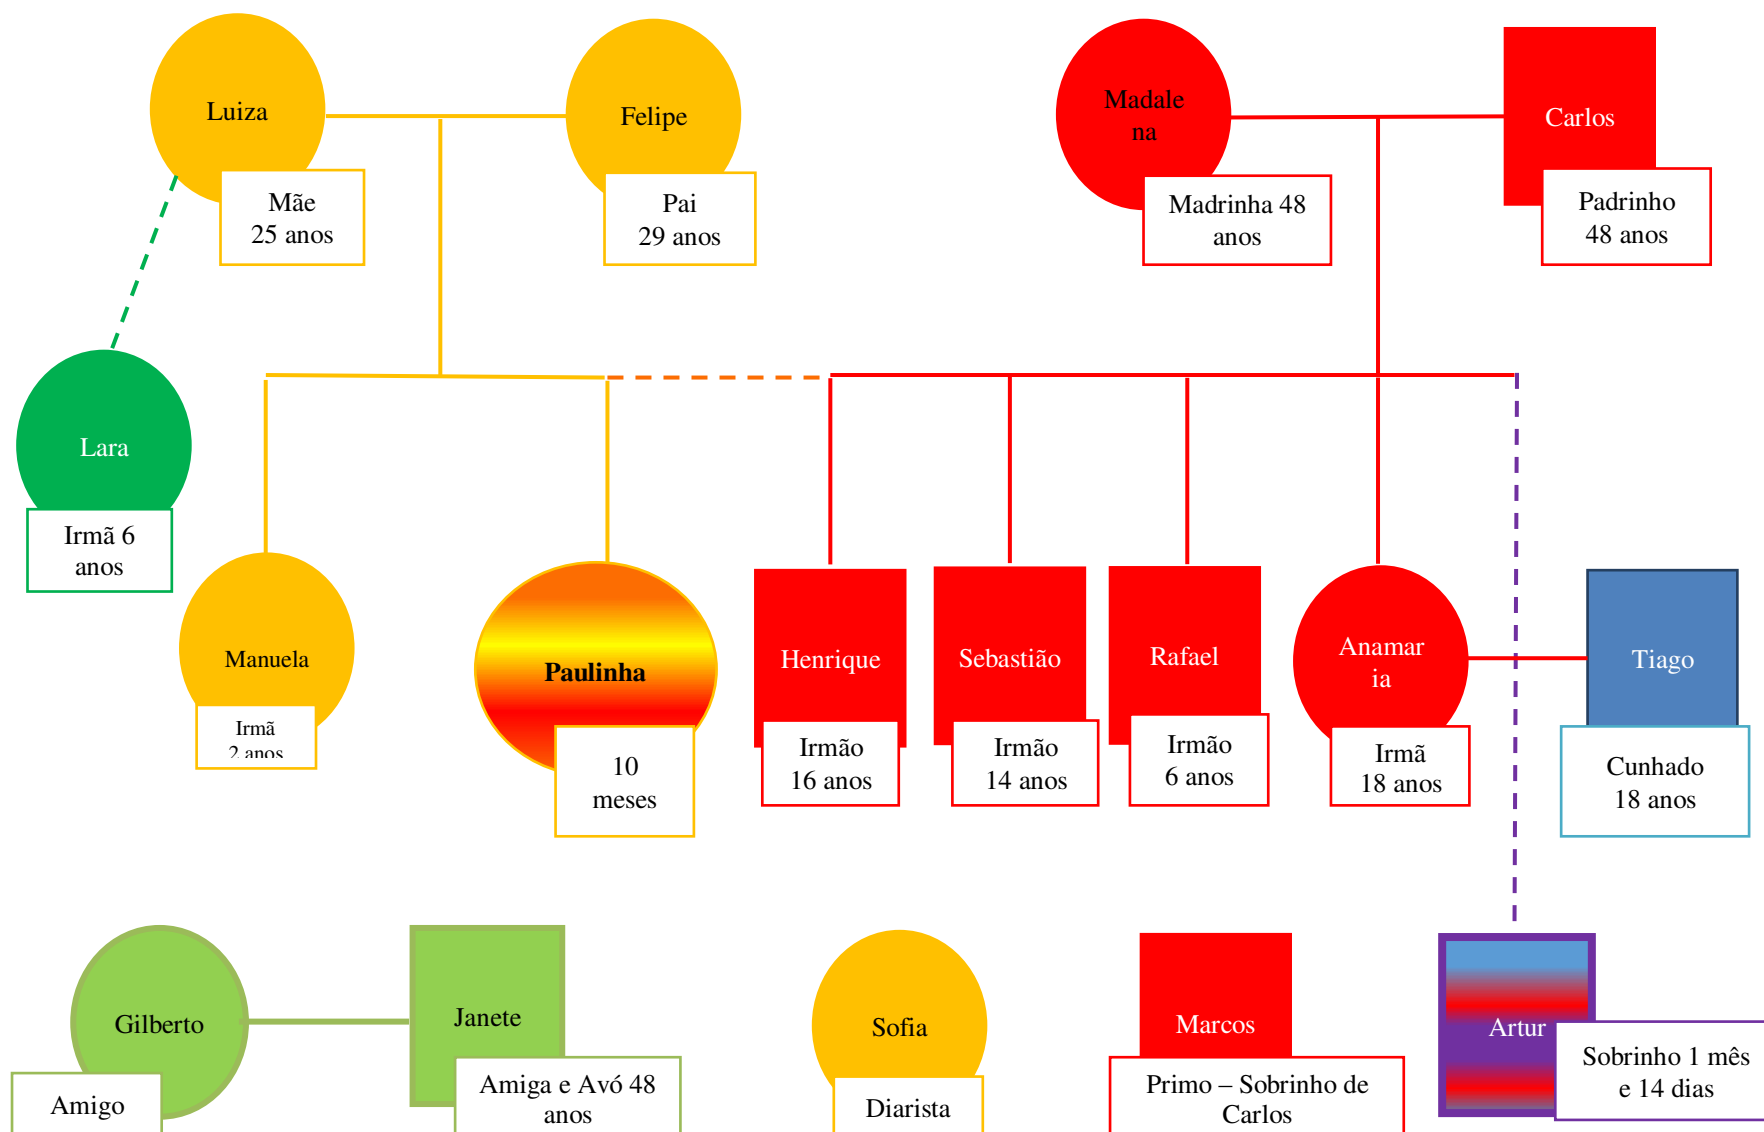 Luiza
Mãe
25 anos
Felipe
Pai
29 anos
Madale
na
Madrinha 48
anos
Carlos
Padrinho
48 anos
Lara
Irmã 6
anos
Manuela
Irmã
2 anos
Paulinha
10
meses
Henrique
Irmão
16 anos
Sebastião
Irmão
14 anos
Rafael
Irmão
6 anos
Anamar
ia
Irmã
18 anos
Tiago
Cunhado
18 anos
Gilberto
Amigo
Janete
Amiga e Avó 48
anos
Sofia
Diarista
Marcos
Primo – Sobrinho de
Carlos
Artur
Sobrinho 1 mês
e 14 dias